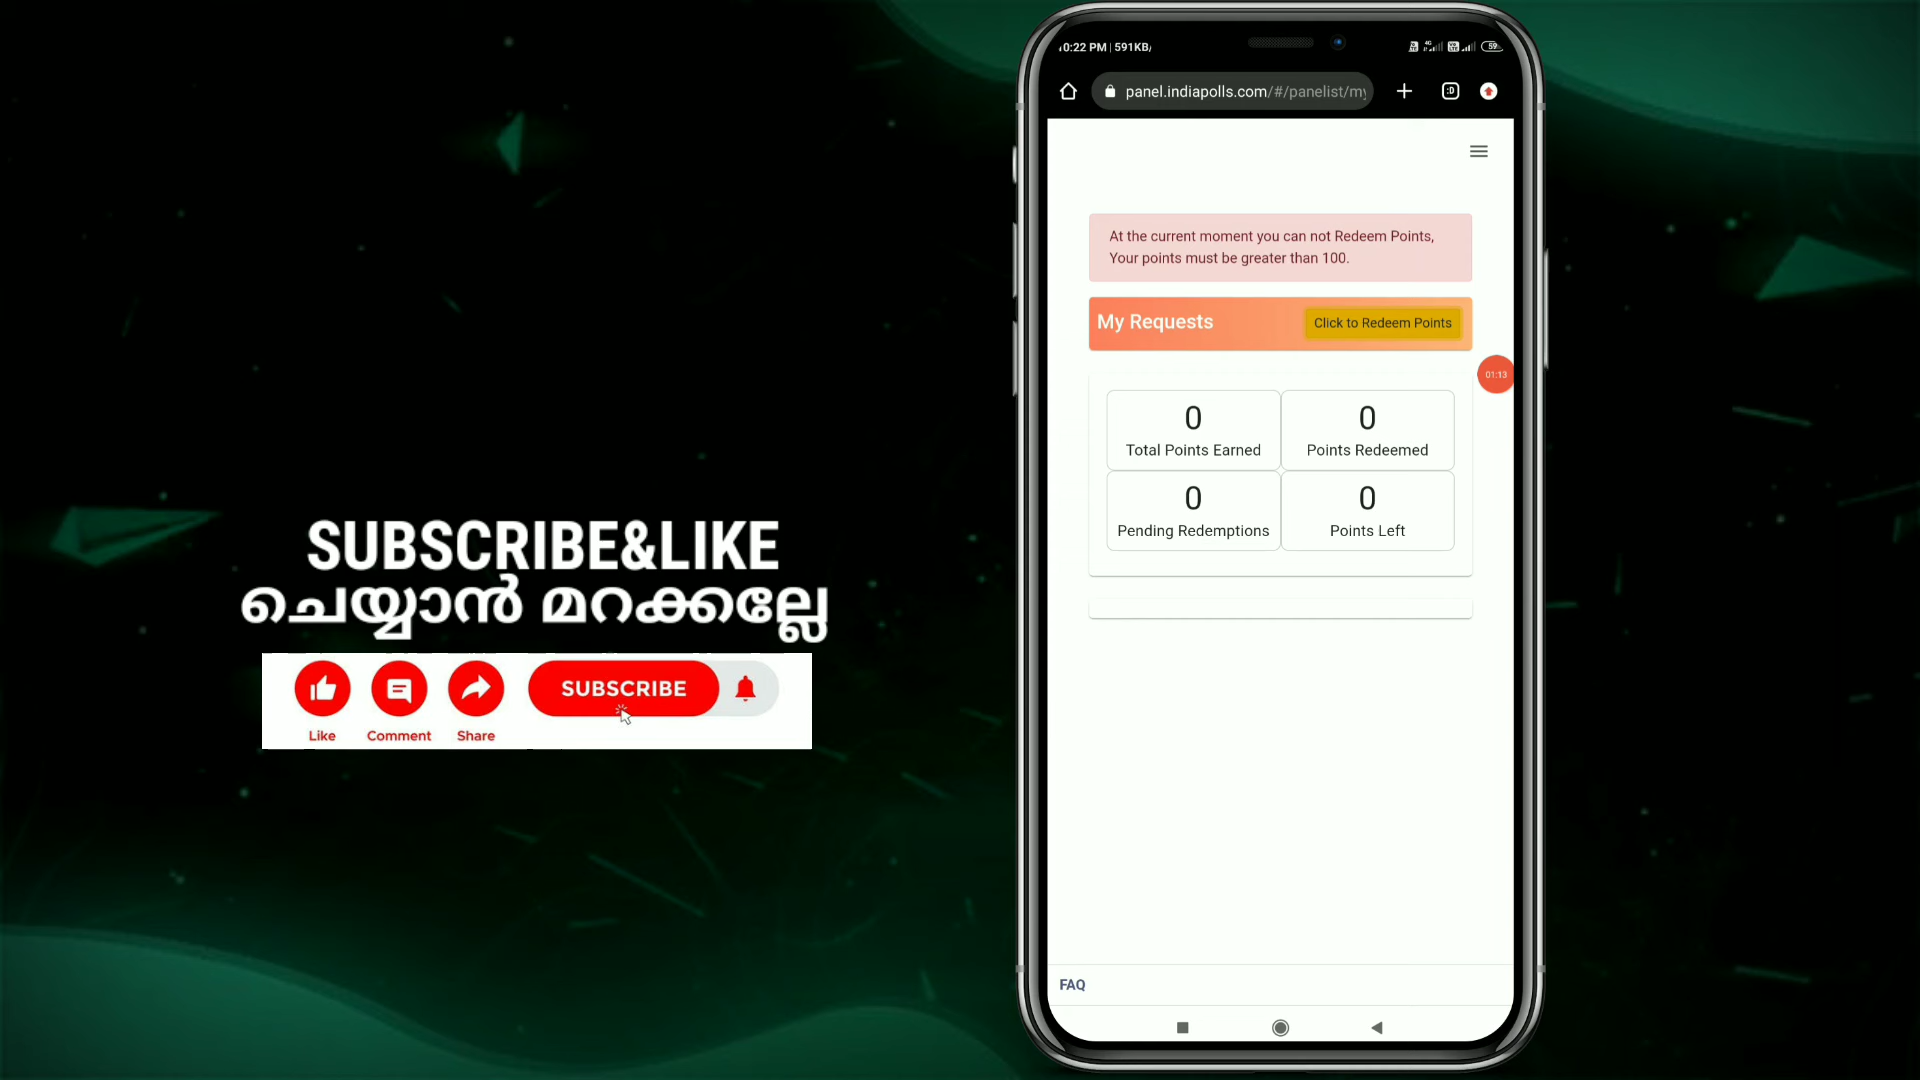 SUBSCRIBE&LIKE
ചെയ്യാൻ മറക്കല്ലേ
SUBSCRIBE
Like Comment Share
0:22 PM | 591KB/
59
panel.indiapolls.com/#/panelist/my
:D
At the current moment you can not Redeem Points,
Your points must be greater than 100.
My Requests
Click to Redeem Points
01:13
0 0
Total Points Earned Points Redeemed
0 0
Pending Redemptions Points Left
FAQ